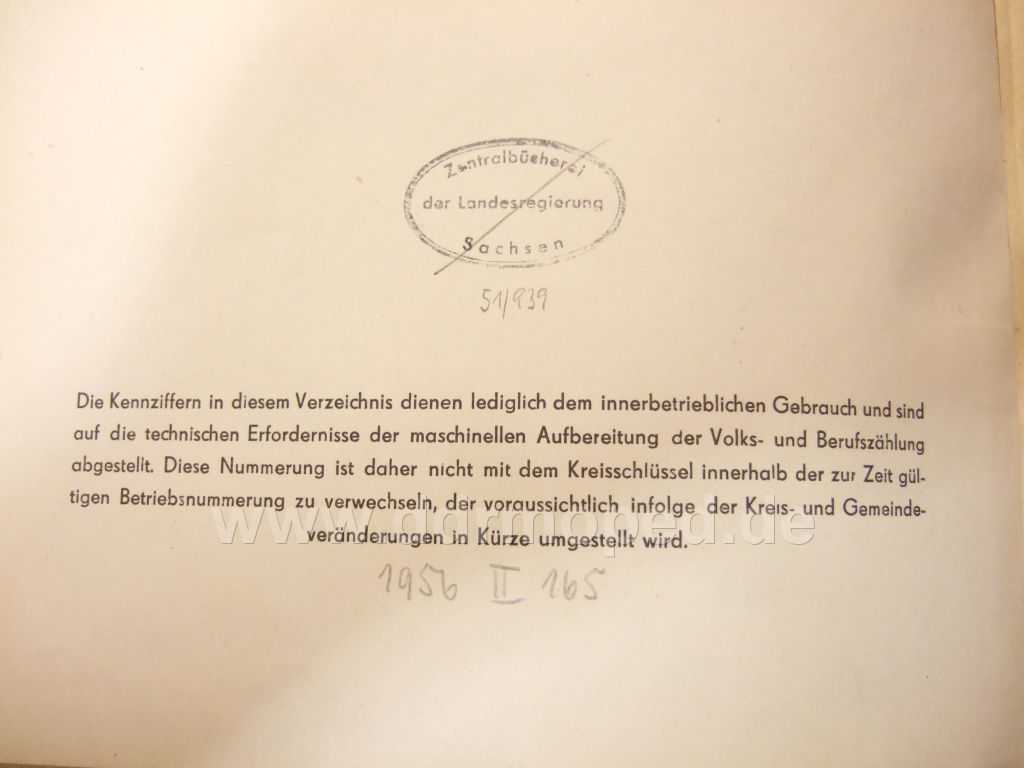 Zentralbücherei
der Landesregierung
Sachsen
51/939
Die Kennziffern in diesem Verzeichnis dienen lediglich dem innerbetrieblichen Gebrauch und sind
auf die technischen Erfordernisse der maschinellen Aufbereitung der Volks- und Berufszählung
abgestellt. Diese Nummerung ist daher nicht mit dem Kreisschlüssel innerhalb der zur Zeit gül-
tigen Betriebsnummerung zu verwechseln, der voraussichtlich infolge der Kreis- und Gemeinde-
www.ddrmoped.de
veränderungen in Kürze umgestellt wird.
1956 II 165